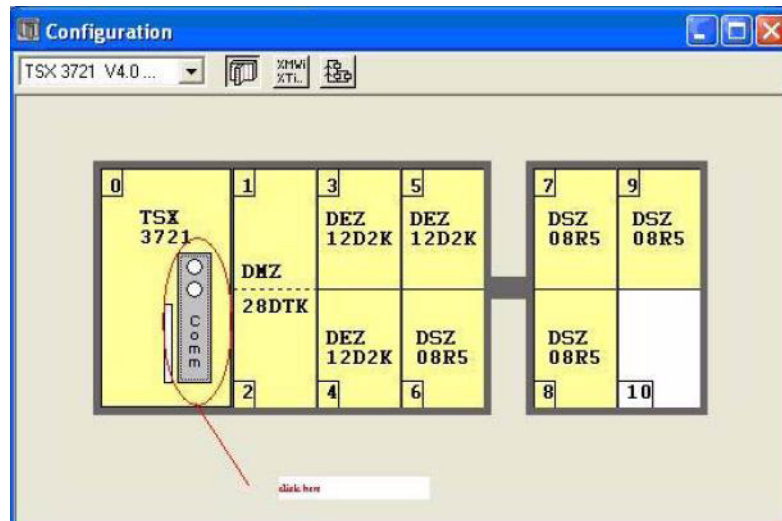 Configuration
TSX 3721 V4.0...
XMWi
XTi..
0
TSX
3721
Comm
1
DMZ
28DTK
2
3
DEZ
12D2K
DEZ
12D2K
4
5
DEZ
12D2K
DSZ
08R5
6
7
DSZ
08R5
DSZ
08R5
8
9
DSZ
08R5
10
click here